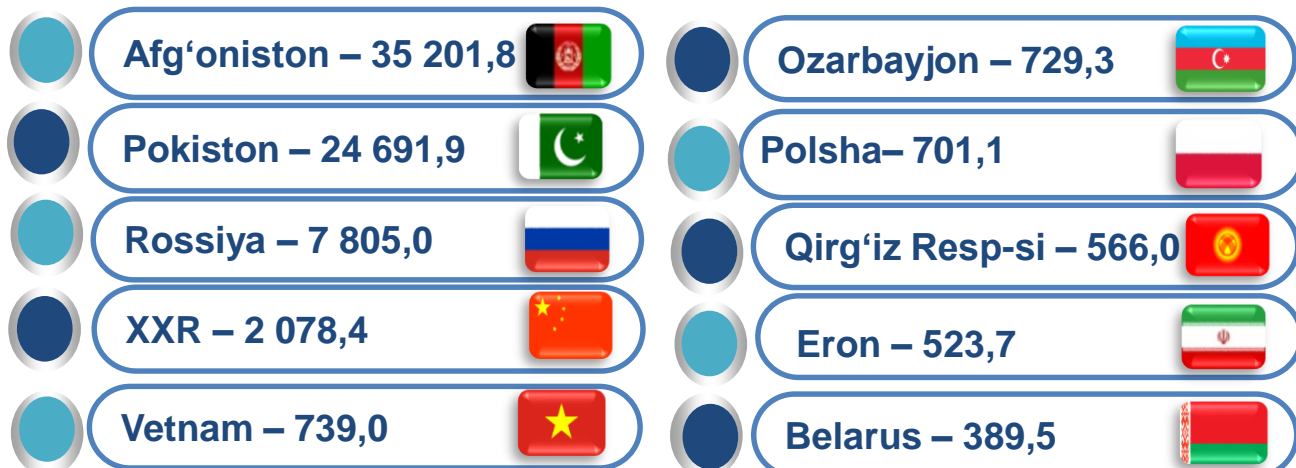 Afg‘oniston – 35 201,8
Pokiston – 24 691,9
Rossiya – 7 805,0
XXR – 2 078,4
Vetnam – 739,0
Ozarbayjon – 729,3
Polsha– 701,1
Qirg‘iz Resp-si – 566,0
Eron – 523,7
Belarus – 389,5